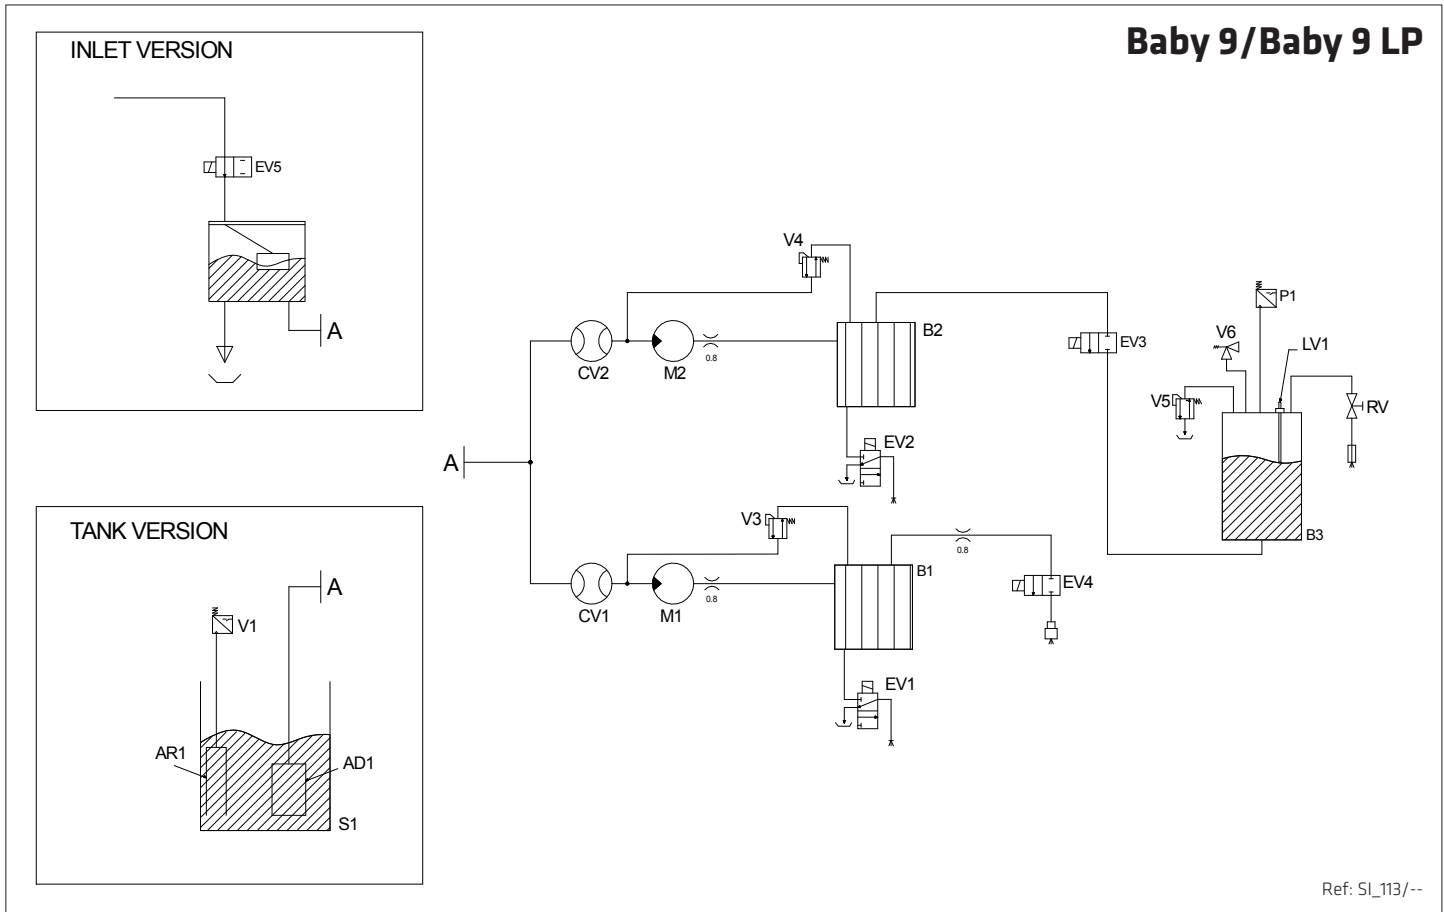 Baby 9/Baby 9 LP
INLET VERSION
EV5
A
TANK VERSION
A
V1
AR1
AD1
S1
A
V4
CV2
M2
0.8
B2
EV2
EV3
P1
V6
LV1
V5
RV
B3
V3
CV1
M1
0.8
B1
0.8
EV4
EV1
Ref: SI_113/--